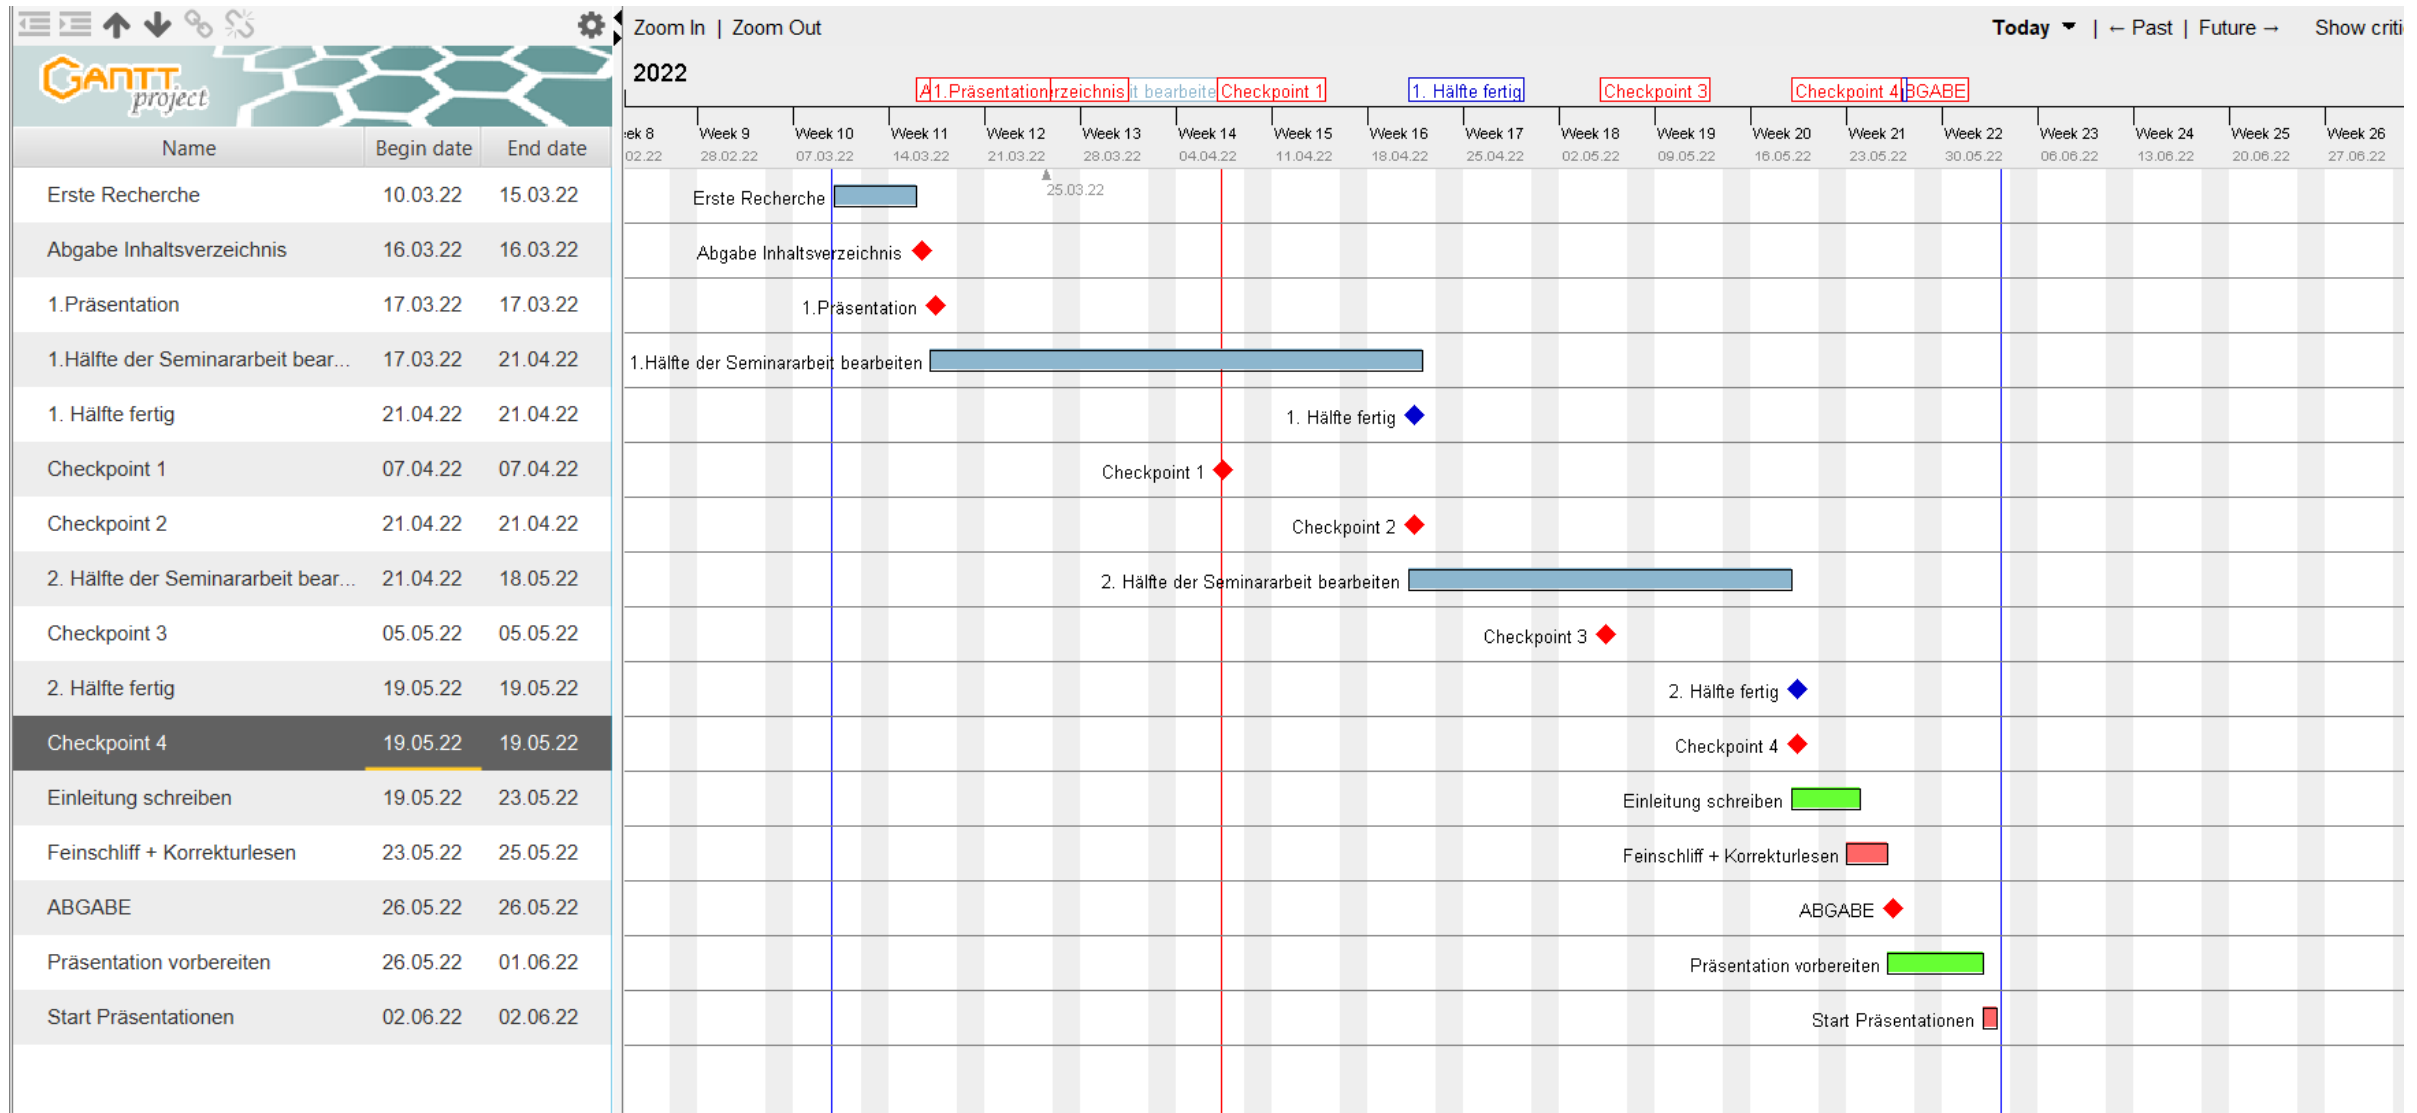 Zoom In | Zoom Out
Today | ← Past | Future → Show criti
GANTT
project
2022
1.Präsentation rzeichnis it bearbeite Checkpoint 1 1. Hälfte fertig Checkpoint 3 Checkpoint 4 BGABE
Name Begin date End date
ek 8 Week 9 Week 10 Week 11 Week 12 Week 13 Week 14 Week 15 Week 16 Week 17 Week 18 Week 19 Week 20 Week 21 Week 22 Week 23 Week 24 Week 25 Week 26
02.22 28.02.22 07.03.22 14.03.22 21.03.22 28.03.22 04.04.22 11.04.22 18.04.22 25.04.22 02.05.22 09.05.22 16.05.22 23.05.22 30.05.22 06.06.22 13.06.22 20.06.22 27.06.22
25.03.22
Erste Recherche 10.03.22 15.03.22 Erste Recherche
Abgabe Inhaltsverzeichnis 16.03.22 16.03.22 Abgabe Inhaltsverzeichnis
1.Präsentation 17.03.22 17.03.22 1.Präsentation
1.Hälfte der Seminararbeit bear... 17.03.22 21.04.22 1.Hälfte der Seminararbeit bearbeiten
1. Hälfte fertig 21.04.22 21.04.22 1. Hälfte fertig
Checkpoint 1 07.04.22 07.04.22 Checkpoint 1
Checkpoint 2 21.04.22 21.04.22 Checkpoint 2
2. Hälfte der Seminararbeit bear... 21.04.22 18.05.22 2. Hälfte der Seminararbeit bearbeiten
Checkpoint 3 05.05.22 05.05.22 Checkpoint 3
2. Hälfte fertig 19.05.22 19.05.22 2. Hälfte fertig
Checkpoint 4 19.05.22 19.05.22 Checkpoint 4
Einleitung schreiben 19.05.22 23.05.22 Einleitung schreiben
Feinschliff + Korrekturlesen 23.05.22 25.05.22 Feinschliff + Korrekturlesen
ABGABE 26.05.22 26.05.22 ABGABE
Präsentation vorbereiten 26.05.22 01.06.22 Präsentation vorbereiten
Start Präsentationen 02.06.22 02.06.22 Start Präsentationen